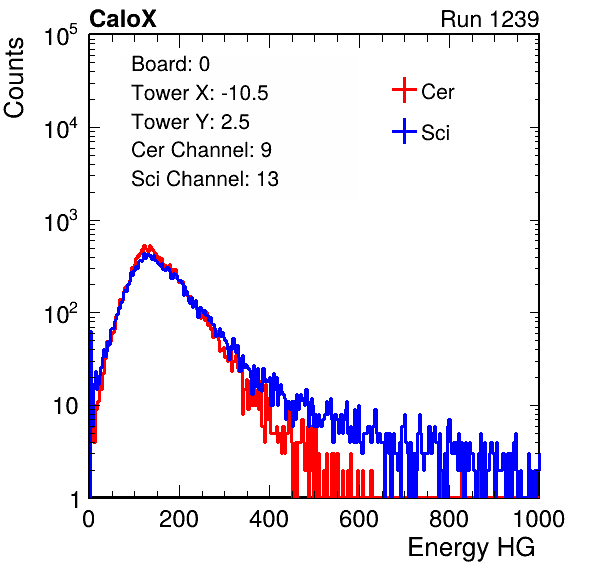 CaloX Run 1239
Counts
Board: 0
Tower X: -10.5
Tower Y: 2.5
Cer Channel: 9
Sci Channel: 13
Cer
Sci
10^5
10^4
10^3
10^2
10
1
0 200 400 600 800 1000
Energy HG